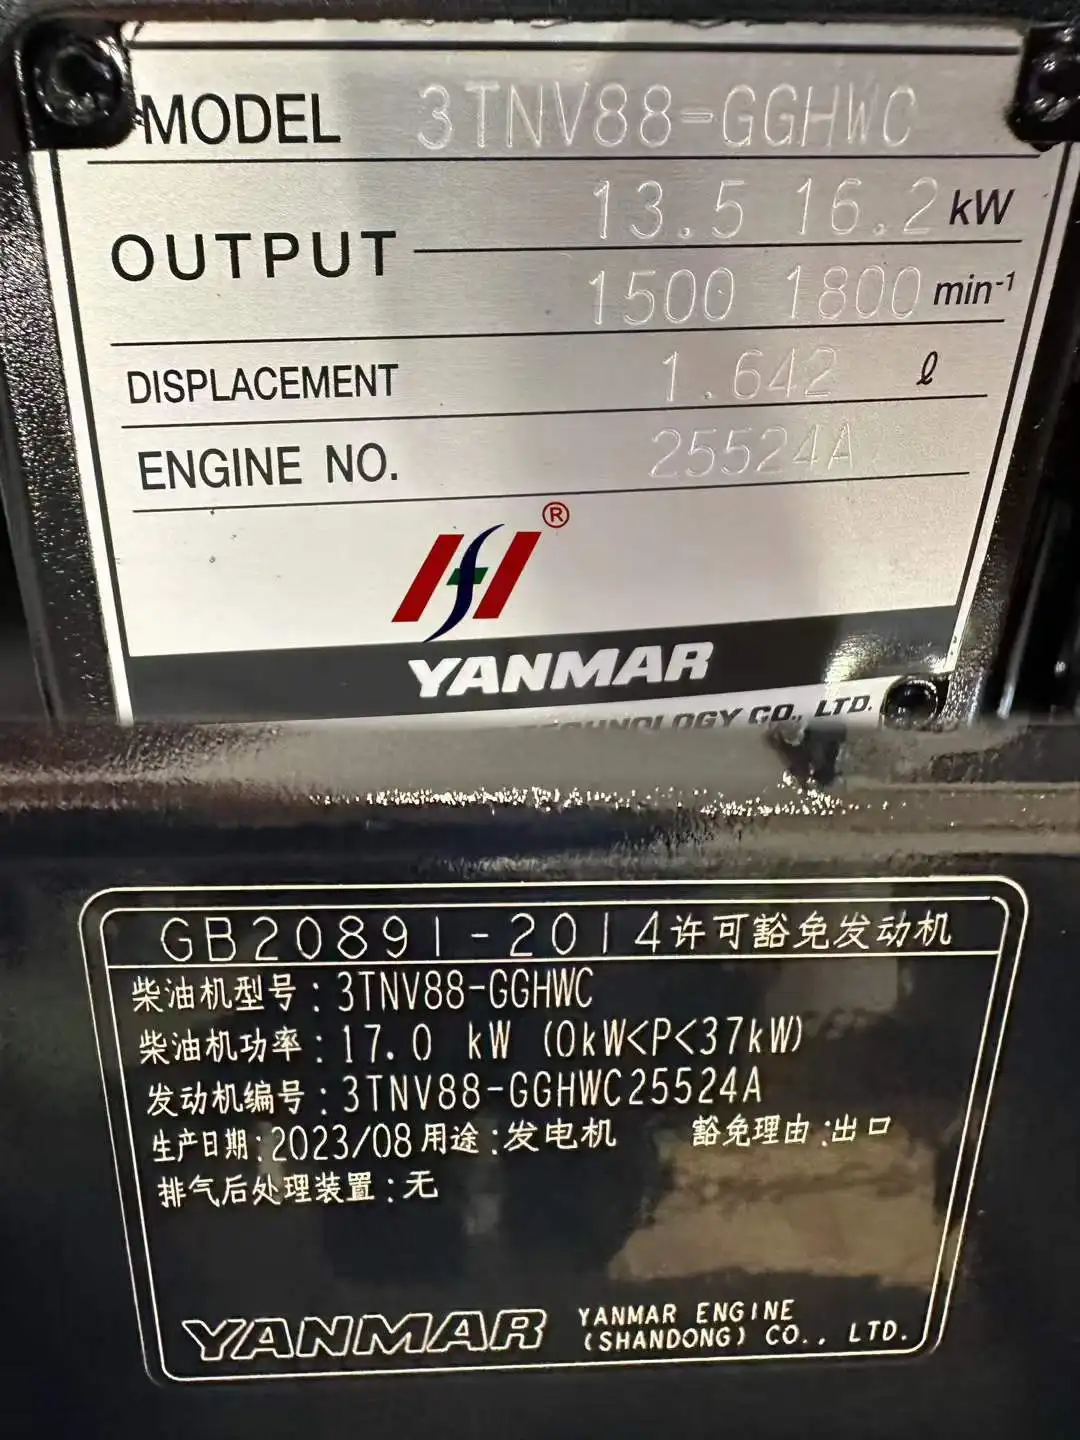 MODEL 3TNV88-GGHWC
OUTPUT 13.5 16.2 kW
1500 1800 min-1
DISPLACEMENT 1.642 ℓ
ENGINE NO. 25524A
®
YANMAR
TECHNOLOGY CO., LTD.
GB20891-2014许可豁免发动机
柴油机型号:3TNV88-GGHWC
柴油机功率:17.0 kW (0kW<P<37kW)
发动机编号:3TNV88-GGHWC25524A
生产日期:2023/08 用途:发电机 豁免理由:出口
排气后处理装置:无
YANMAR YANMAR ENGINE
(SHANDONG) CO., LTD.